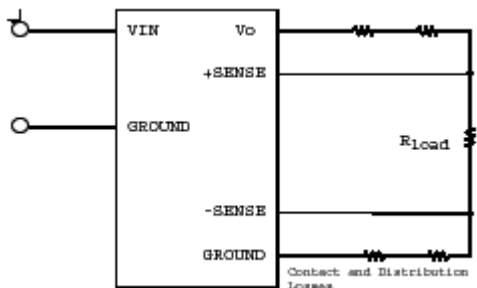 VIN Vo
+SENSE
GROUND
Rload
-SENSE
GROUND
Contact and Distribution
Losses